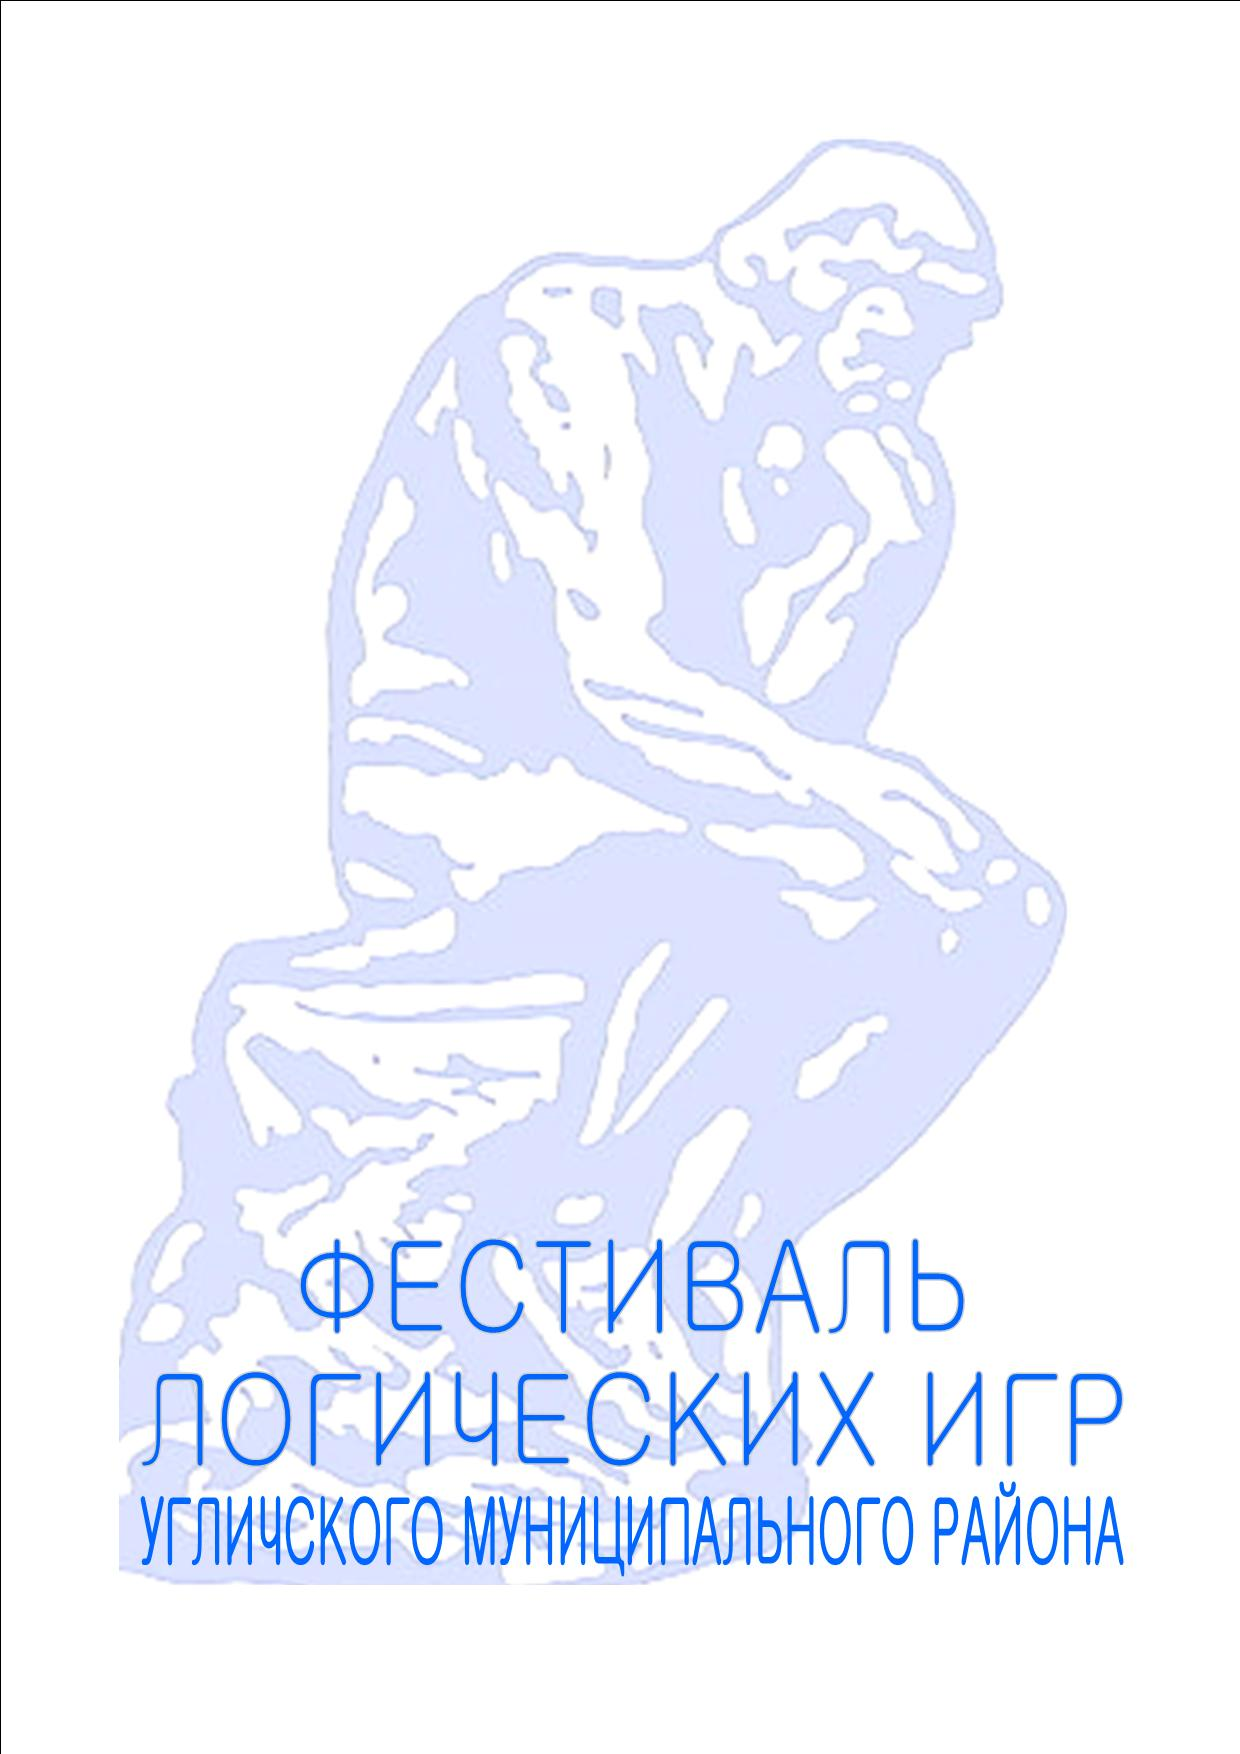 ФЕСТИВАЛЬ
ЛОГИЧЕСКИХ ИГР
УГЛИЧСКОГО МУНИЦИПАЛЬНОГО РАЙОНА